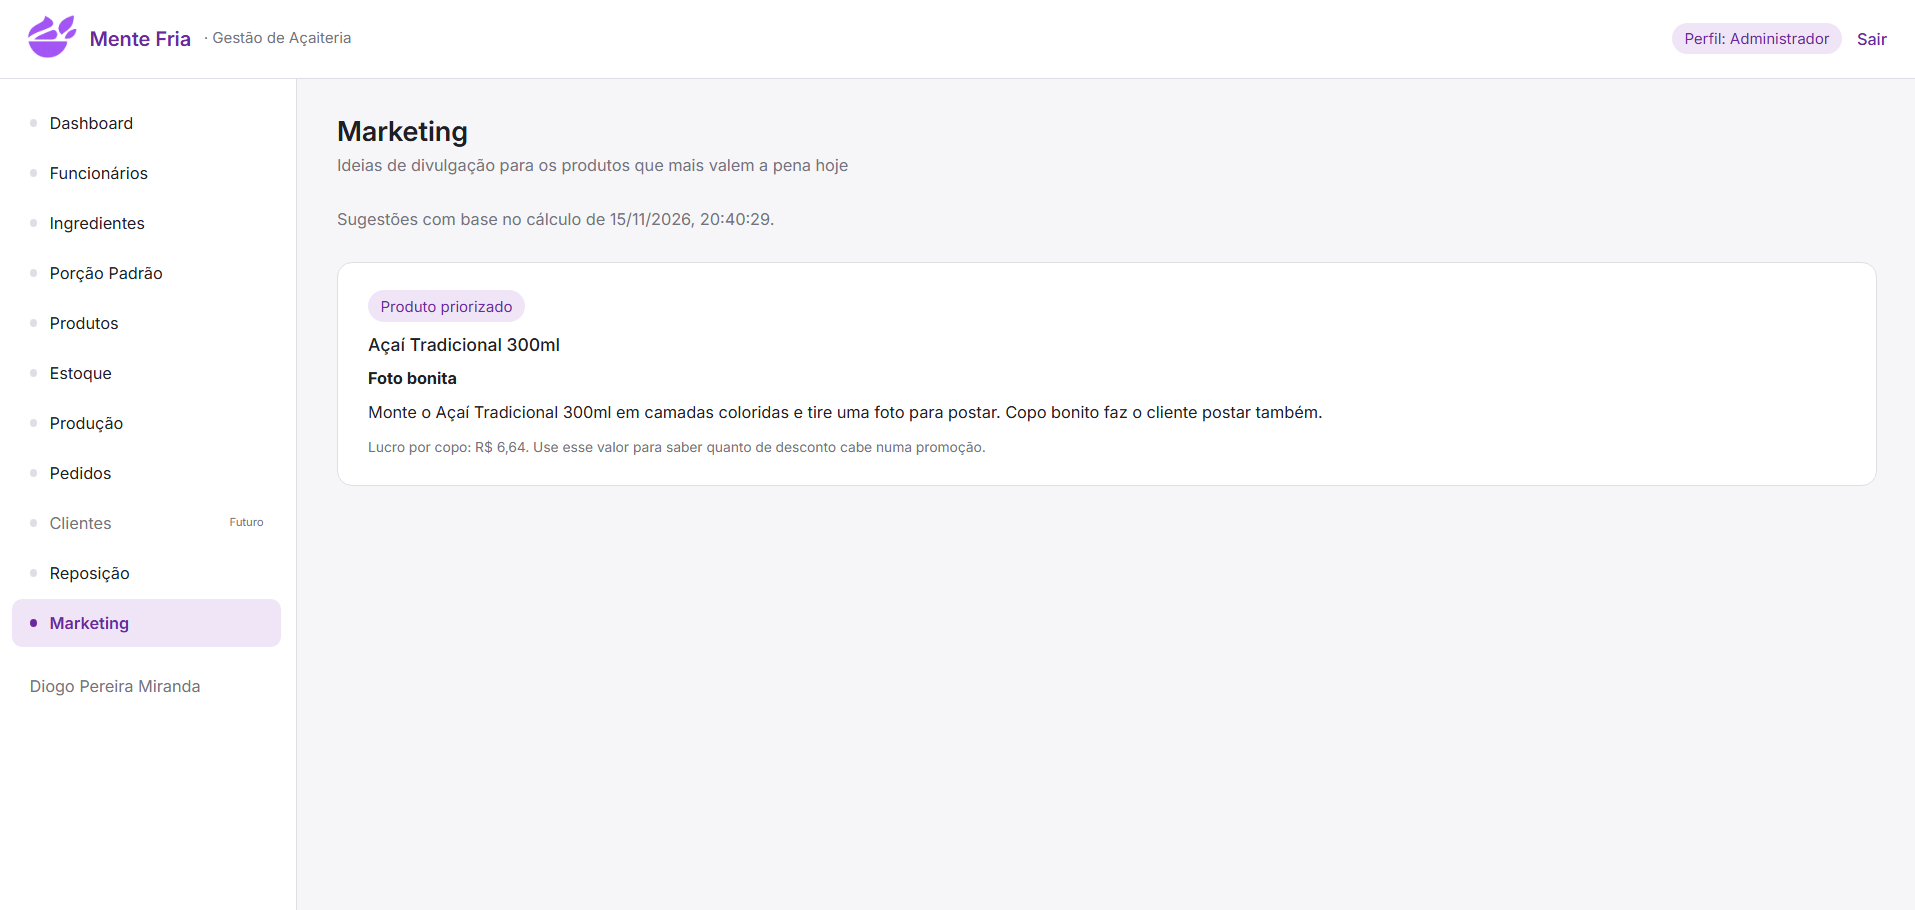 Mente Fria · Gestão de Açaiteria
Perfil: Administrador
Sair
Dashboard
Funcionários
Ingredientes
Porção Padrão
Produtos
Estoque
Produção
Pedidos
Clientes Futuro
Reposição
Marketing
Diogo Pereira Miranda
Marketing
Ideias de divulgação para os produtos que mais valem a pena hoje
Sugestões com base no cálculo de 15/11/2026, 20:40:29.
Produto priorizado
Açaí Tradicional 300ml
Foto bonita
Monte o Açaí Tradicional 300ml em camadas coloridas e tire uma foto para postar. Copo bonito faz o cliente postar também.
Lucro por copo: R$ 6,64. Use esse valor para saber quanto de desconto cabe numa promoção.